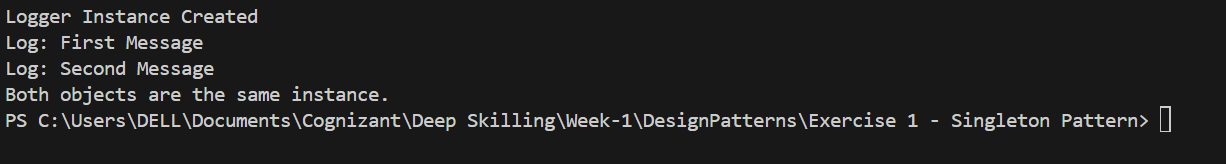 Logger Instance Created
Log: First Message
Log: Second Message
Both objects are the same instance.
PS C:\Users\DELL\Documents\Cognizant\Deep Skilling\Week-1\DesignPatterns\Exercise 1 - Singleton Pattern>